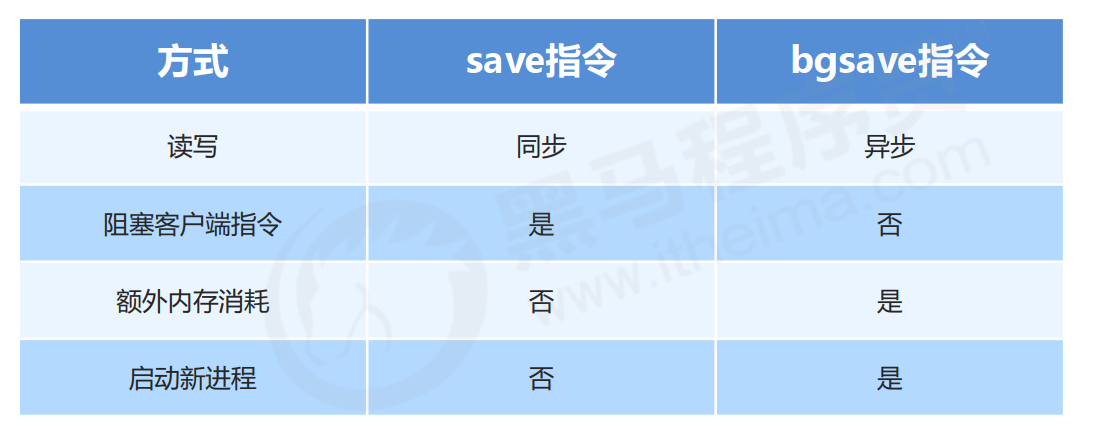 方式 save指令 bgsave指令
读写 同步 异步
阻塞客户端指令 是 否
额外内存消耗 否 是
启动新进程 否 是
黑马程序员
www.itheima.com